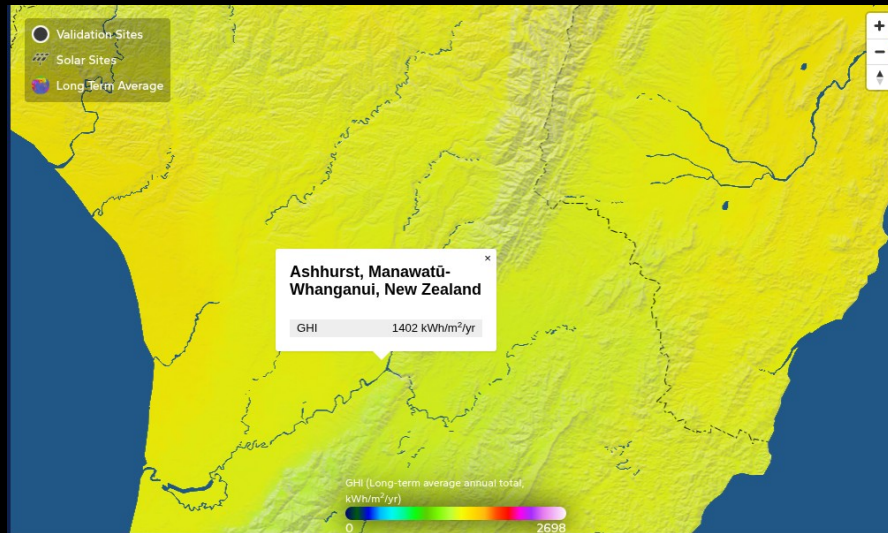 Validation Sites
Solar Sites
Long Term Average
+
−
×
Ashhurst, Manawatū-
Whanganui, New Zealand
GHI 1402 kWh/m²/yr
GHI (Long-term average annual total,
kWh/m²/yr)
0 2698